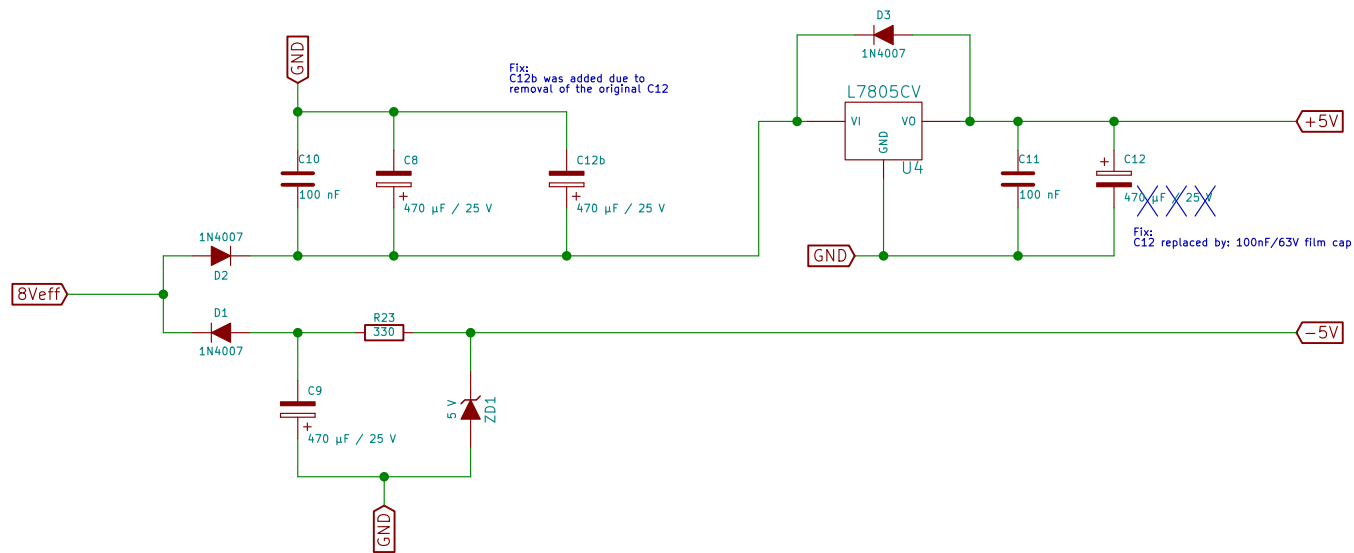 D3
1N4007
GND
Fix:
C12b was added due to
removal of the original C12
L7805CV
VI
VO
GND
U4
+5V
C10
100 nF
C8
+
470 µF / 25 V
C12b
+
470 µF / 25 V
C11
100 nF
+
C12
470 µF / 25 V
Fix:
C12 replaced by: 100nF/63V film cap
1N4007
D2
GND
8Veff
D1
1N4007
R23
330
-5V
C9
+
470 µF / 25 V
5 V
ZD1
GND